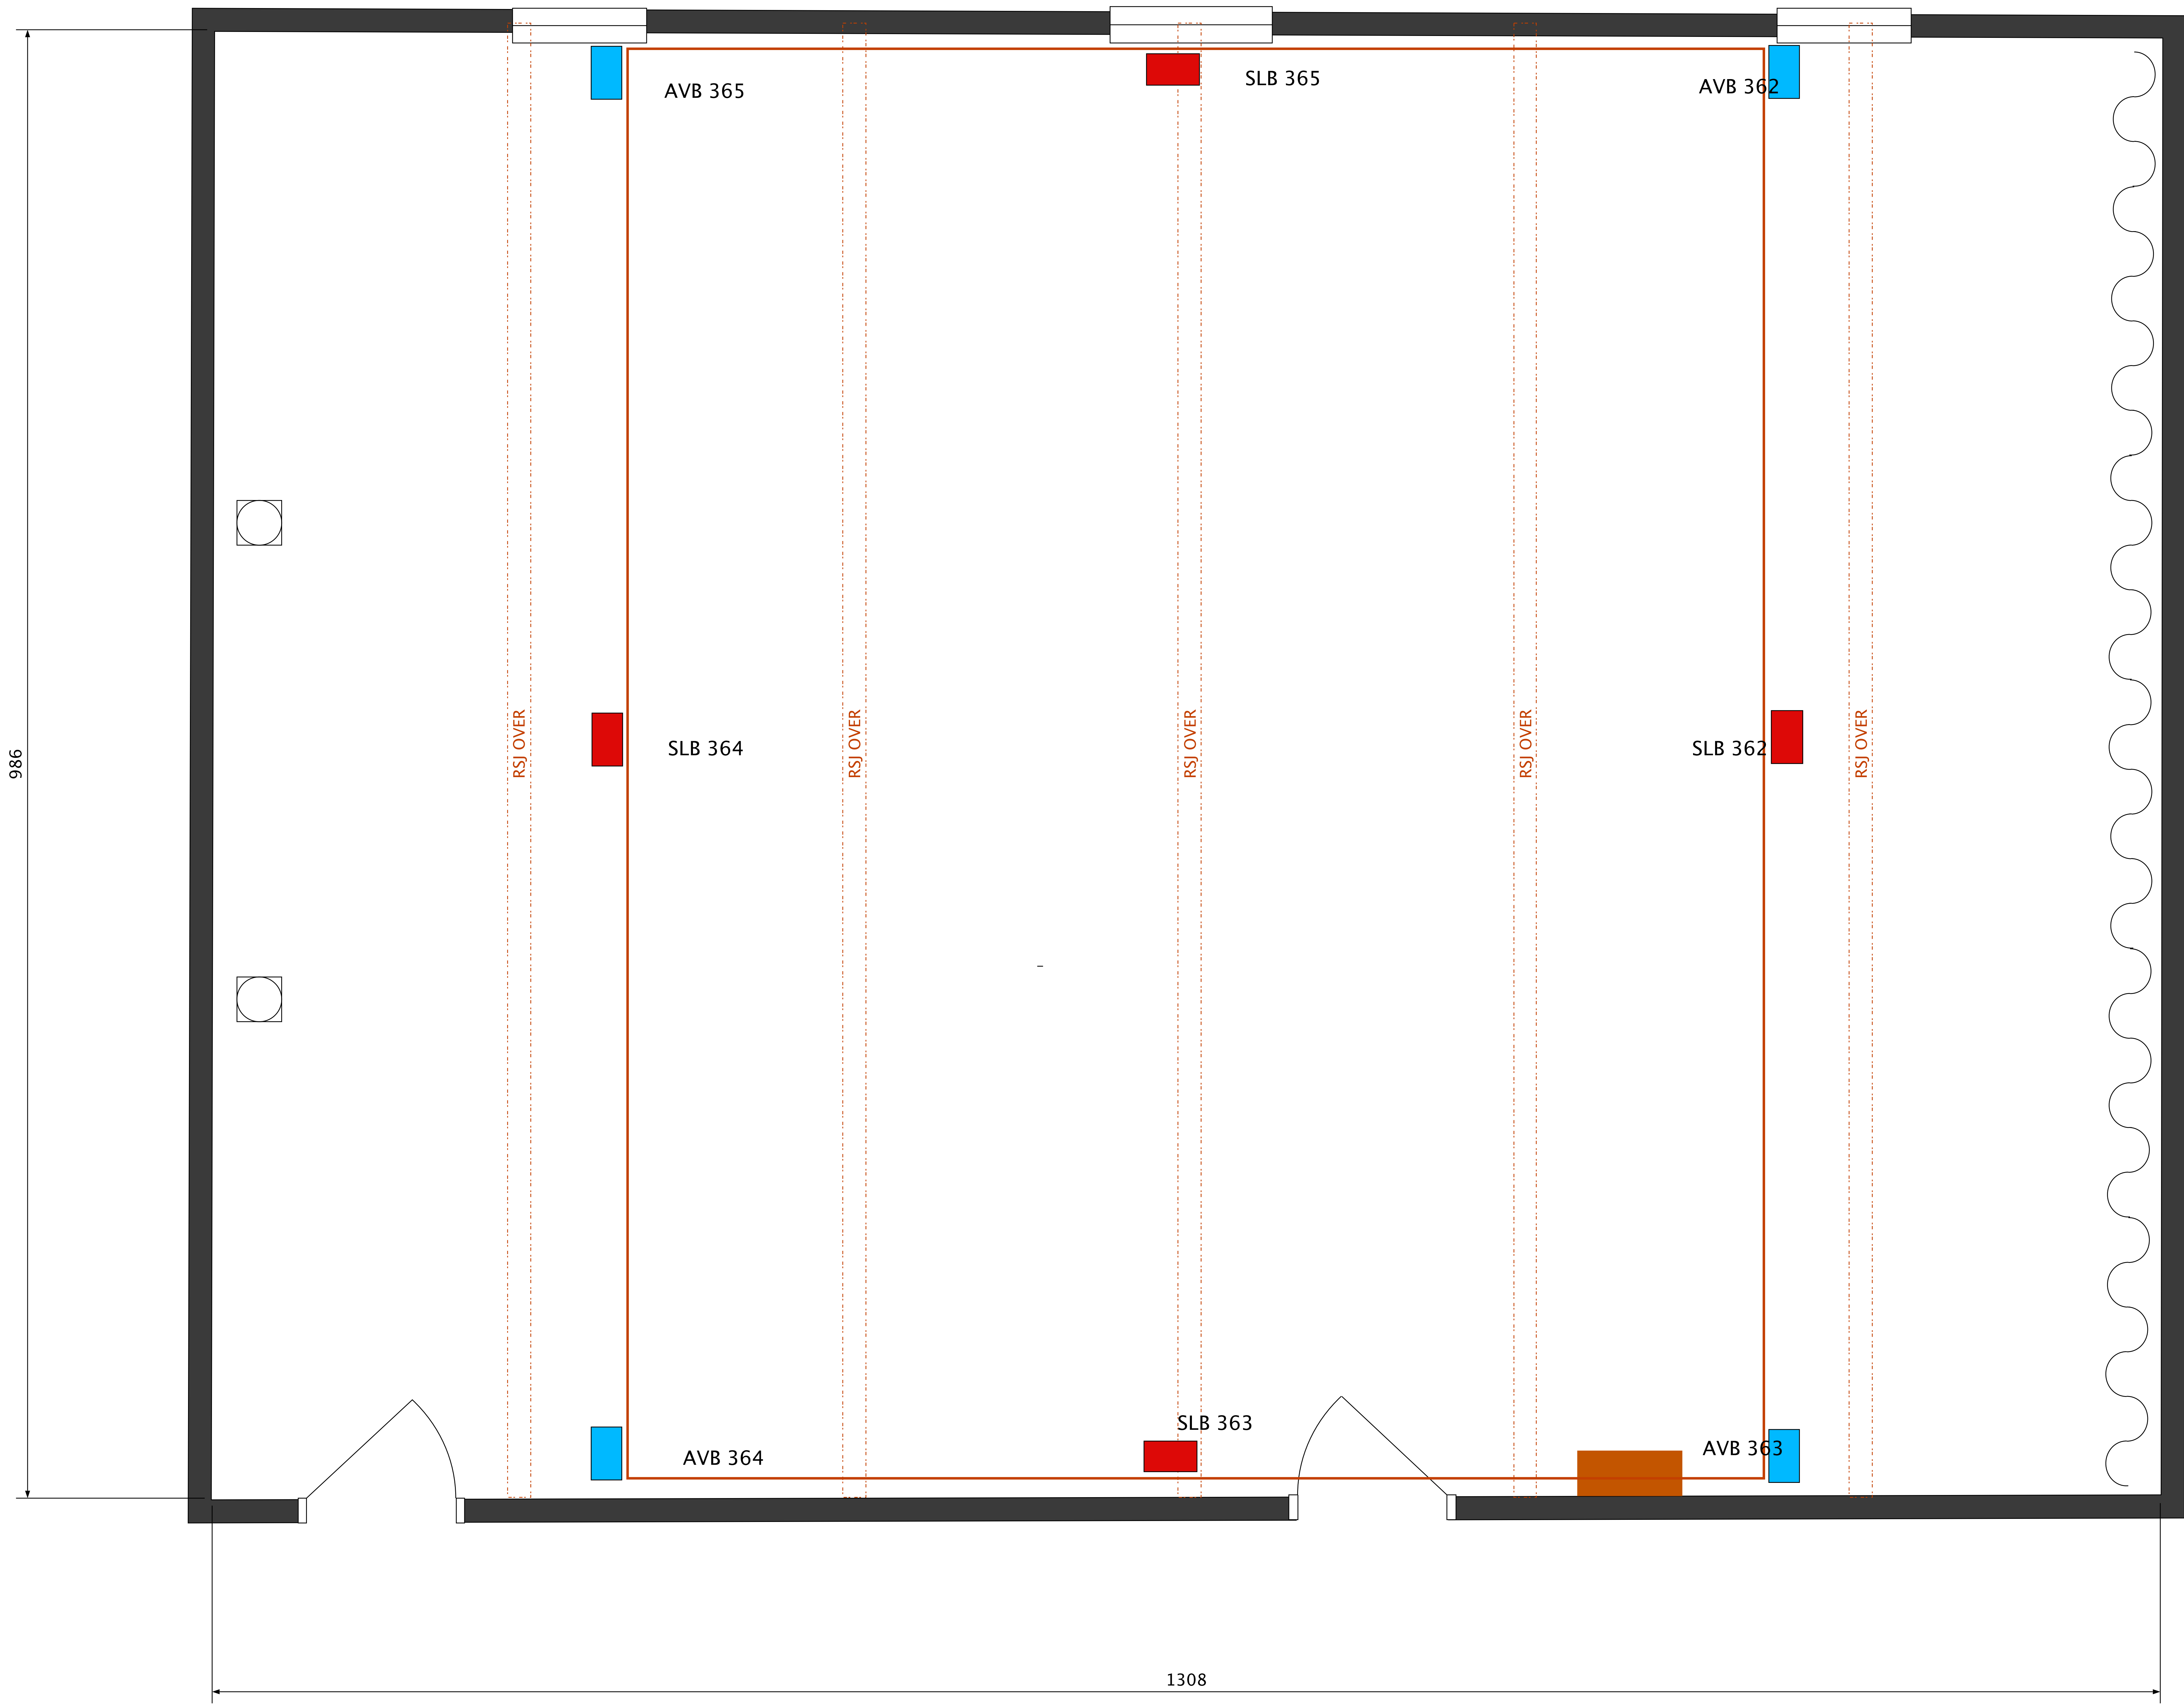 AVB 365
SLB 365
AVB 362
986
RSJ OVER
SLB 364
RSJ OVER
RSJ OVER
RSJ OVER
SLB 362
RSJ OVER
AVB 364
SLB 363
AVB 363
1308